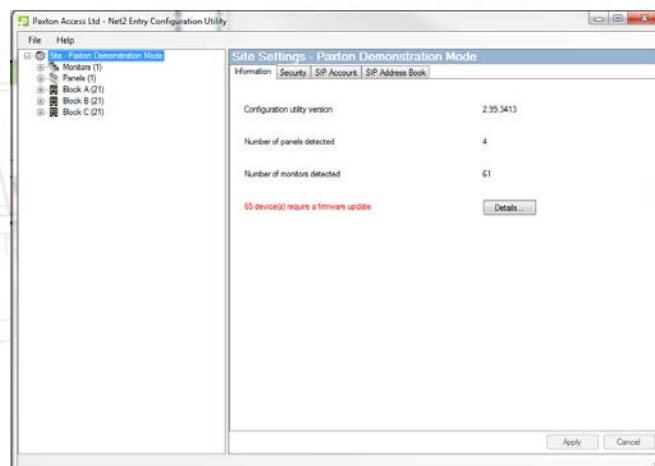 Paxton Access Ltd - Net2 Entry Configuration Utility
File Help
Site - Paxton Demonstration Mode
Monitors (1)
Panels (1)
Block A (21)
Block B (21)
Block C (21)
Site Settings - Paxton Demonstration Mode
Information Security SIP Account SIP Address Book
Configuration utility version 2.99.3413
Number of panels detected 4
Number of monitors detected 61
65 device(s) require a firmware update Details...
Apply Cancel